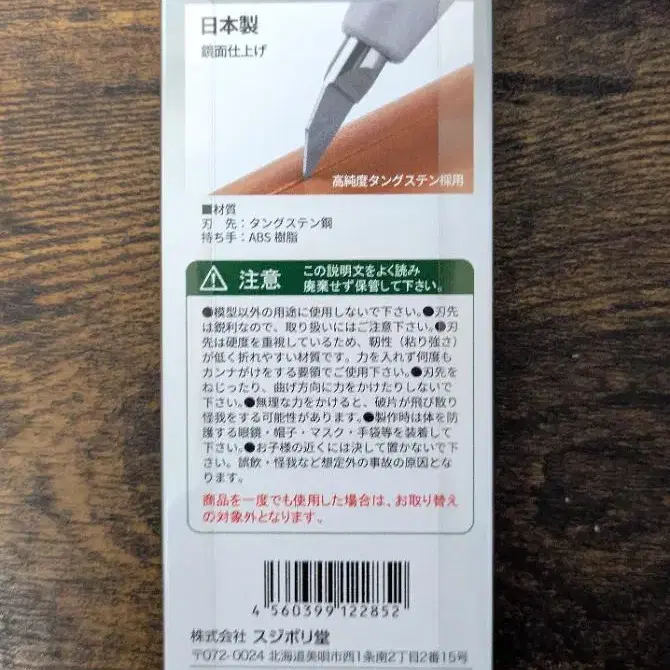 日本製
鏡面仕上げ
高純度タングステン採用
■材質
刃　先：タングステン鋼
持ち手：ABS 樹脂
注意
この説明文をよく読み
廃棄せず保管して下さい。
●模型以外の用途に使用しないで下さい。●刃先
は鋭利なので、取り扱いにはご注意下さい。●刃
先は硬度を重視しているため、靭性（粘り強さ）
が低く折れやすい材質です。力を入れず何度も
カンナがけをする要領でご使用下さい。●刃先を
ねじったり、曲げ方向に力をかけたりしないで
下さい。●無理な力をかけると、破片が飛び散り
怪我をする可能性があります。●製作時は体を防
護する眼鏡・帽子・マスク・手袋等を装着して
下さい。●お子様の近くには決して置かないで下
さい。誤飲・怪我など想定外の事故の原因とな
ります。
商品を一度でも使用した場合は、お取り替え
の対象外となります。
4 560399 122852
株式会社 スジボリ堂
〒072-0024 北海道美唄市西1条南2丁目2番15号